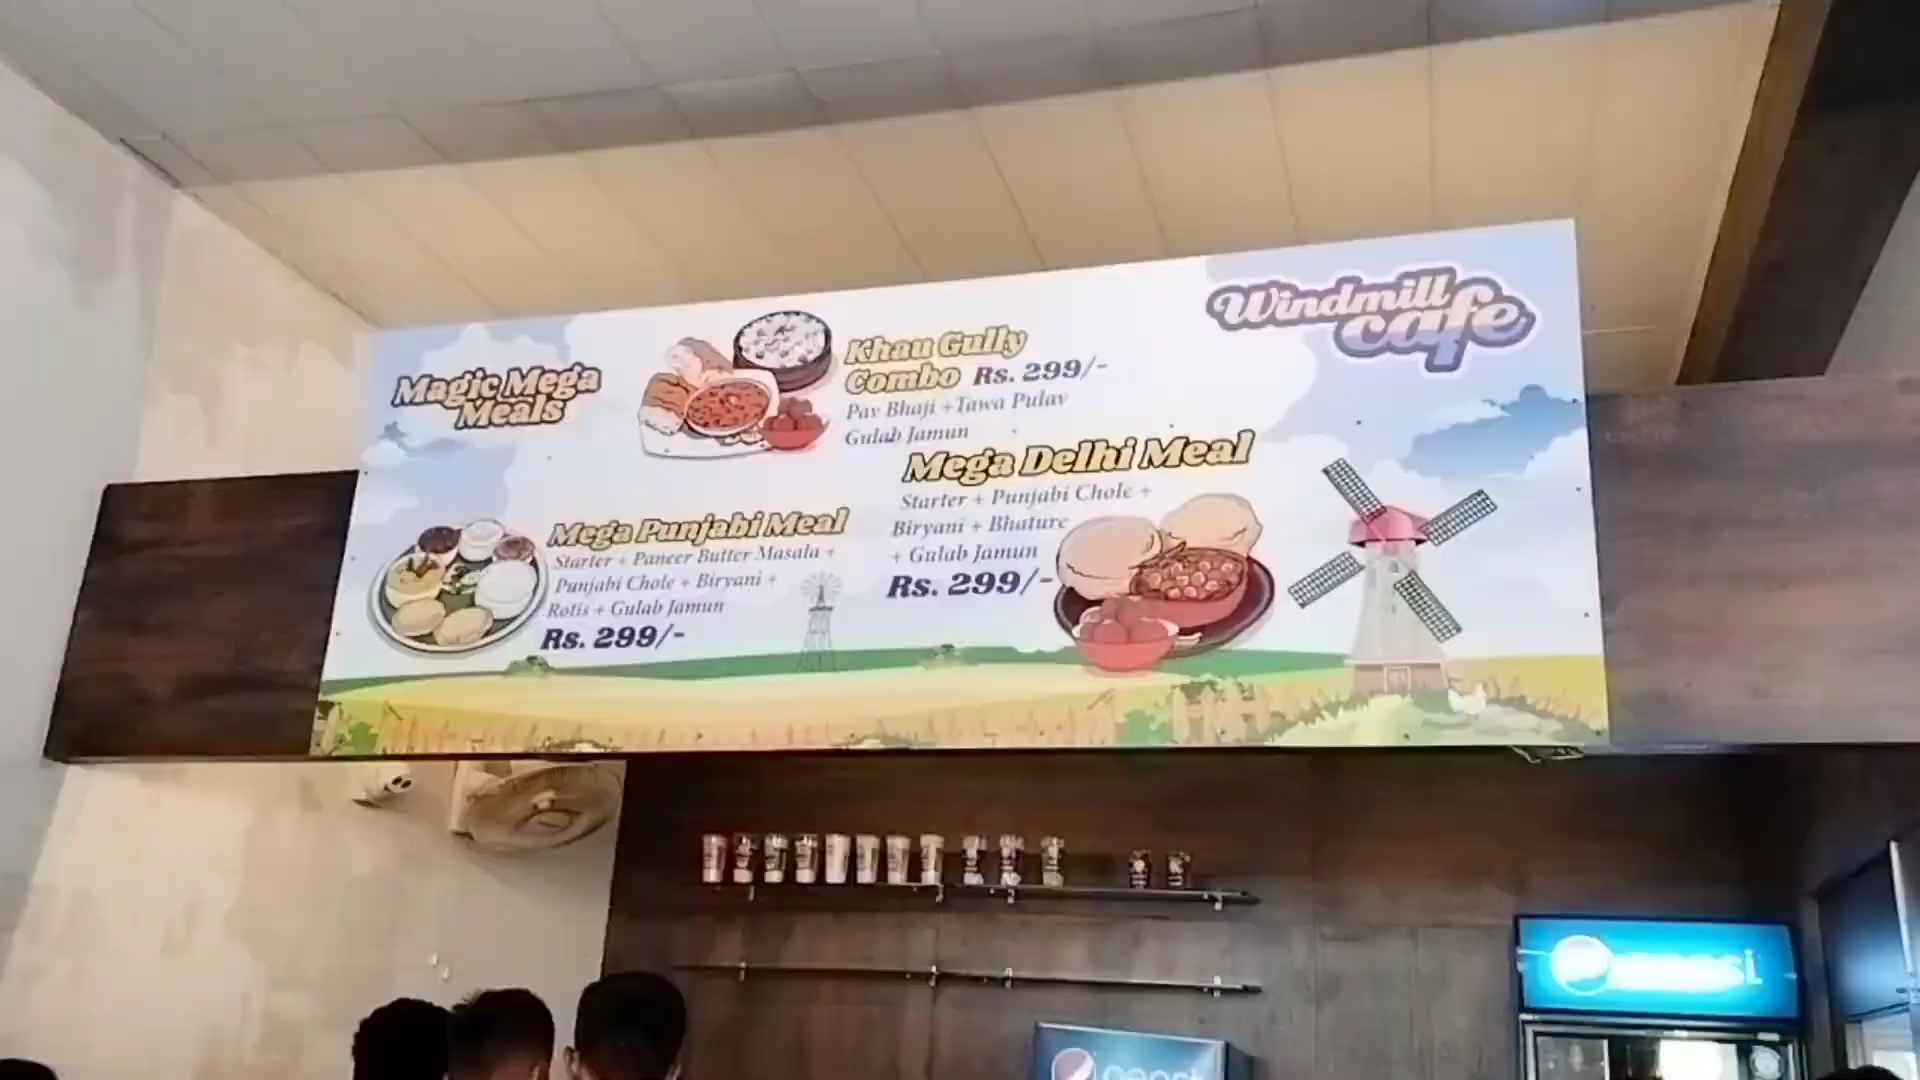 Magic Mega
Meals
Khau Gully
Combo Rs. 299/-
Pav Bhaji +Tawa Pulav
Gulab Jamun
Windmill
cafe
Mega Punjabi Meal
Starter + Paneer Butter Masala +
Punjabi Chole + Biryani +
Rotis + Gulab Jamun
Rs. 299/-
Mega Delhi Meal
Starter + Punjabi Chole +
Biryani + Bhature
+ Gulab Jamun
Rs. 299/-
pepsi
pepsi